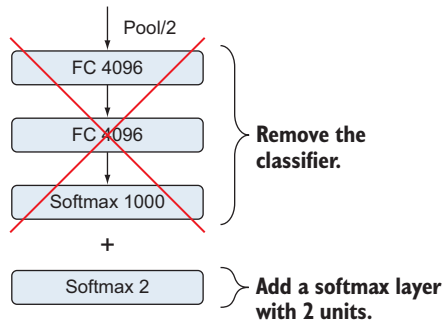 Pool/2
FC 4096
FC 4096
Softmax 1000
Remove the
classifier.
+
Softmax 2
Add a softmax layer
with 2 units.